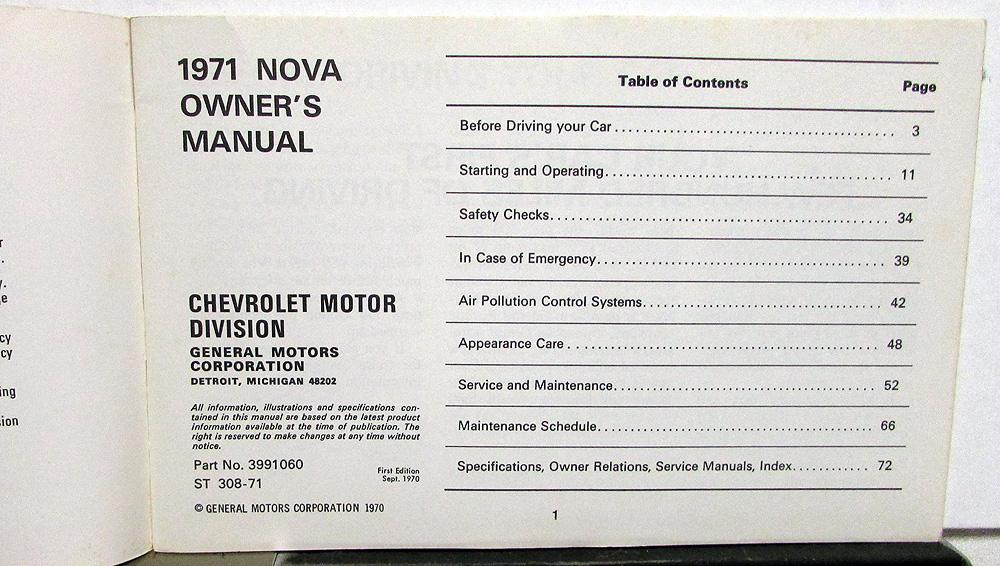 1971 NOVA
OWNER'S
MANUAL
CHEVROLET MOTOR
DIVISION
GENERAL MOTORS
CORPORATION
DETROIT, MICHIGAN 48202
All information, illustrations and specifications con-
tained in this manual are based on the latest product
information available at the time of publication. The
right is reserved to make changes at any time without
notice.
Part No. 3991060
ST 308-71
First Edition
Sept. 1970
© GENERAL MOTORS CORPORATION 1970
Table of Contents Page
Before Driving your Car 3
Starting and Operating 11
Safety Checks 34
In Case of Emergency 39
Air Pollution Control Systems 42
Appearance Care 48
Service and Maintenance 52
Maintenance Schedule 66
Specifications, Owner Relations, Service Manuals, Index 72
1